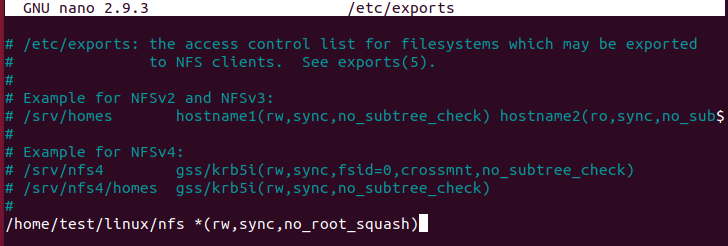 GNU nano 2.9.3 /etc/exports
# /etc/exports: the access control list for filesystems which may be exported
#               to NFS clients.  See exports(5).
#
# Example for NFSv2 and NFSv3:
# /srv/homes       hostname1(rw,sync,no_subtree_check) hostname2(ro,sync,no_sub$
#
# Example for NFSv4:
# /srv/nfs4        gss/krb5i(rw,sync,fsid=0,crossmnt,no_subtree_check)
# /srv/nfs4/homes  gss/krb5i(rw,sync,no_subtree_check)
#
/home/test/linux/nfs *(rw,sync,no_root_squash)